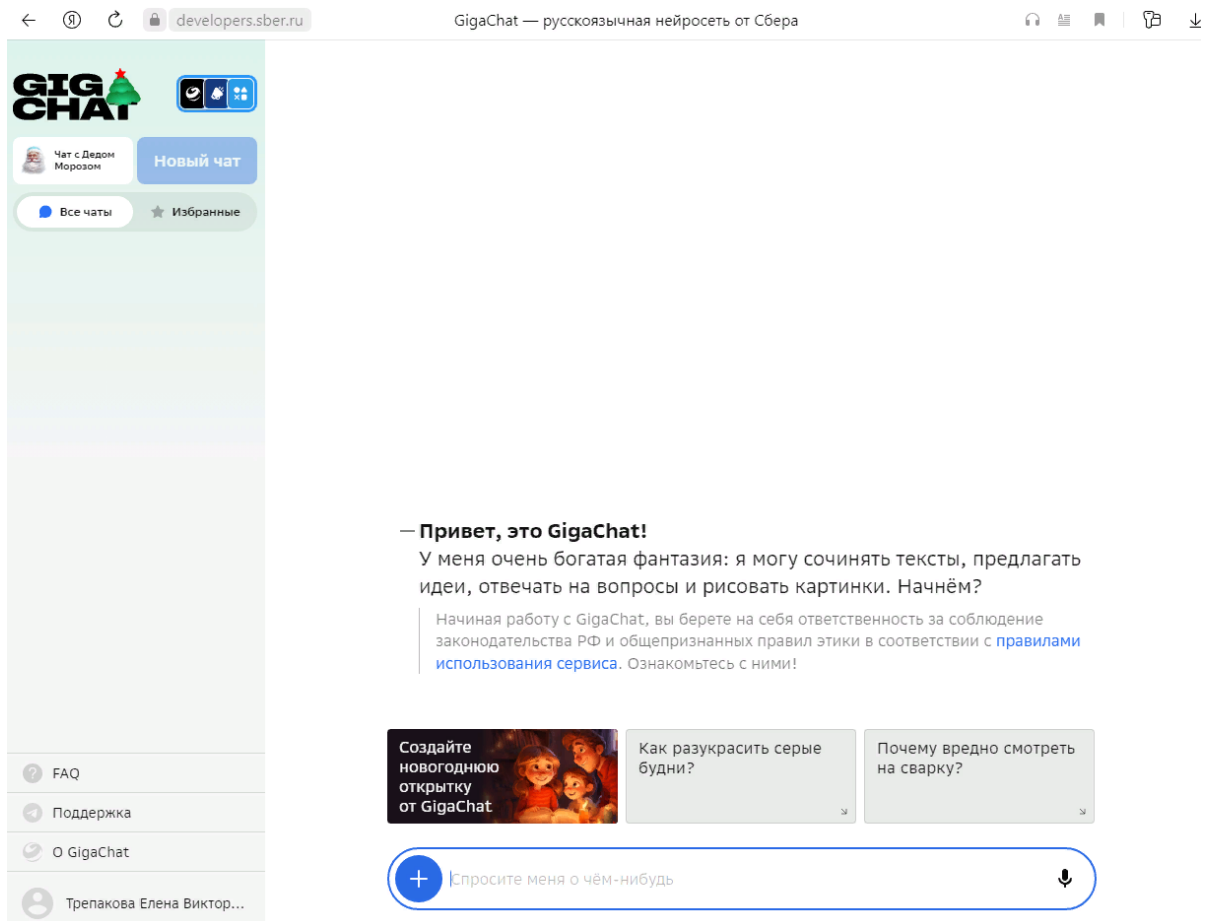 developers.sber.ru
GigaChat — русскоязычная нейросеть от Сбера
GIG
CHAT
Чат с Дедом
Морозом
Новый чат
Все чаты
Избранные
— Привет, это GigaChat!
У меня очень богатая фантазия: я могу сочинять тексты, предлагать
идеи, отвечать на вопросы и рисовать картинки. Начнём?
Начиная работу с GigaChat, вы берете на себя ответственность за соблюдение
законодательства РФ и общепризнанных правил этики в соответствии с правилами
использования сервиса. Ознакомьтесь с ними!
Создайте
новогоднюю
открытку
от GigaChat
Как разукрасить серые
будни?
Почему вредно смотреть
на сварку?
Спросите меня о чём-нибудь
FAQ
Поддержка
О GigaChat
Трепакова Елена Виктор...